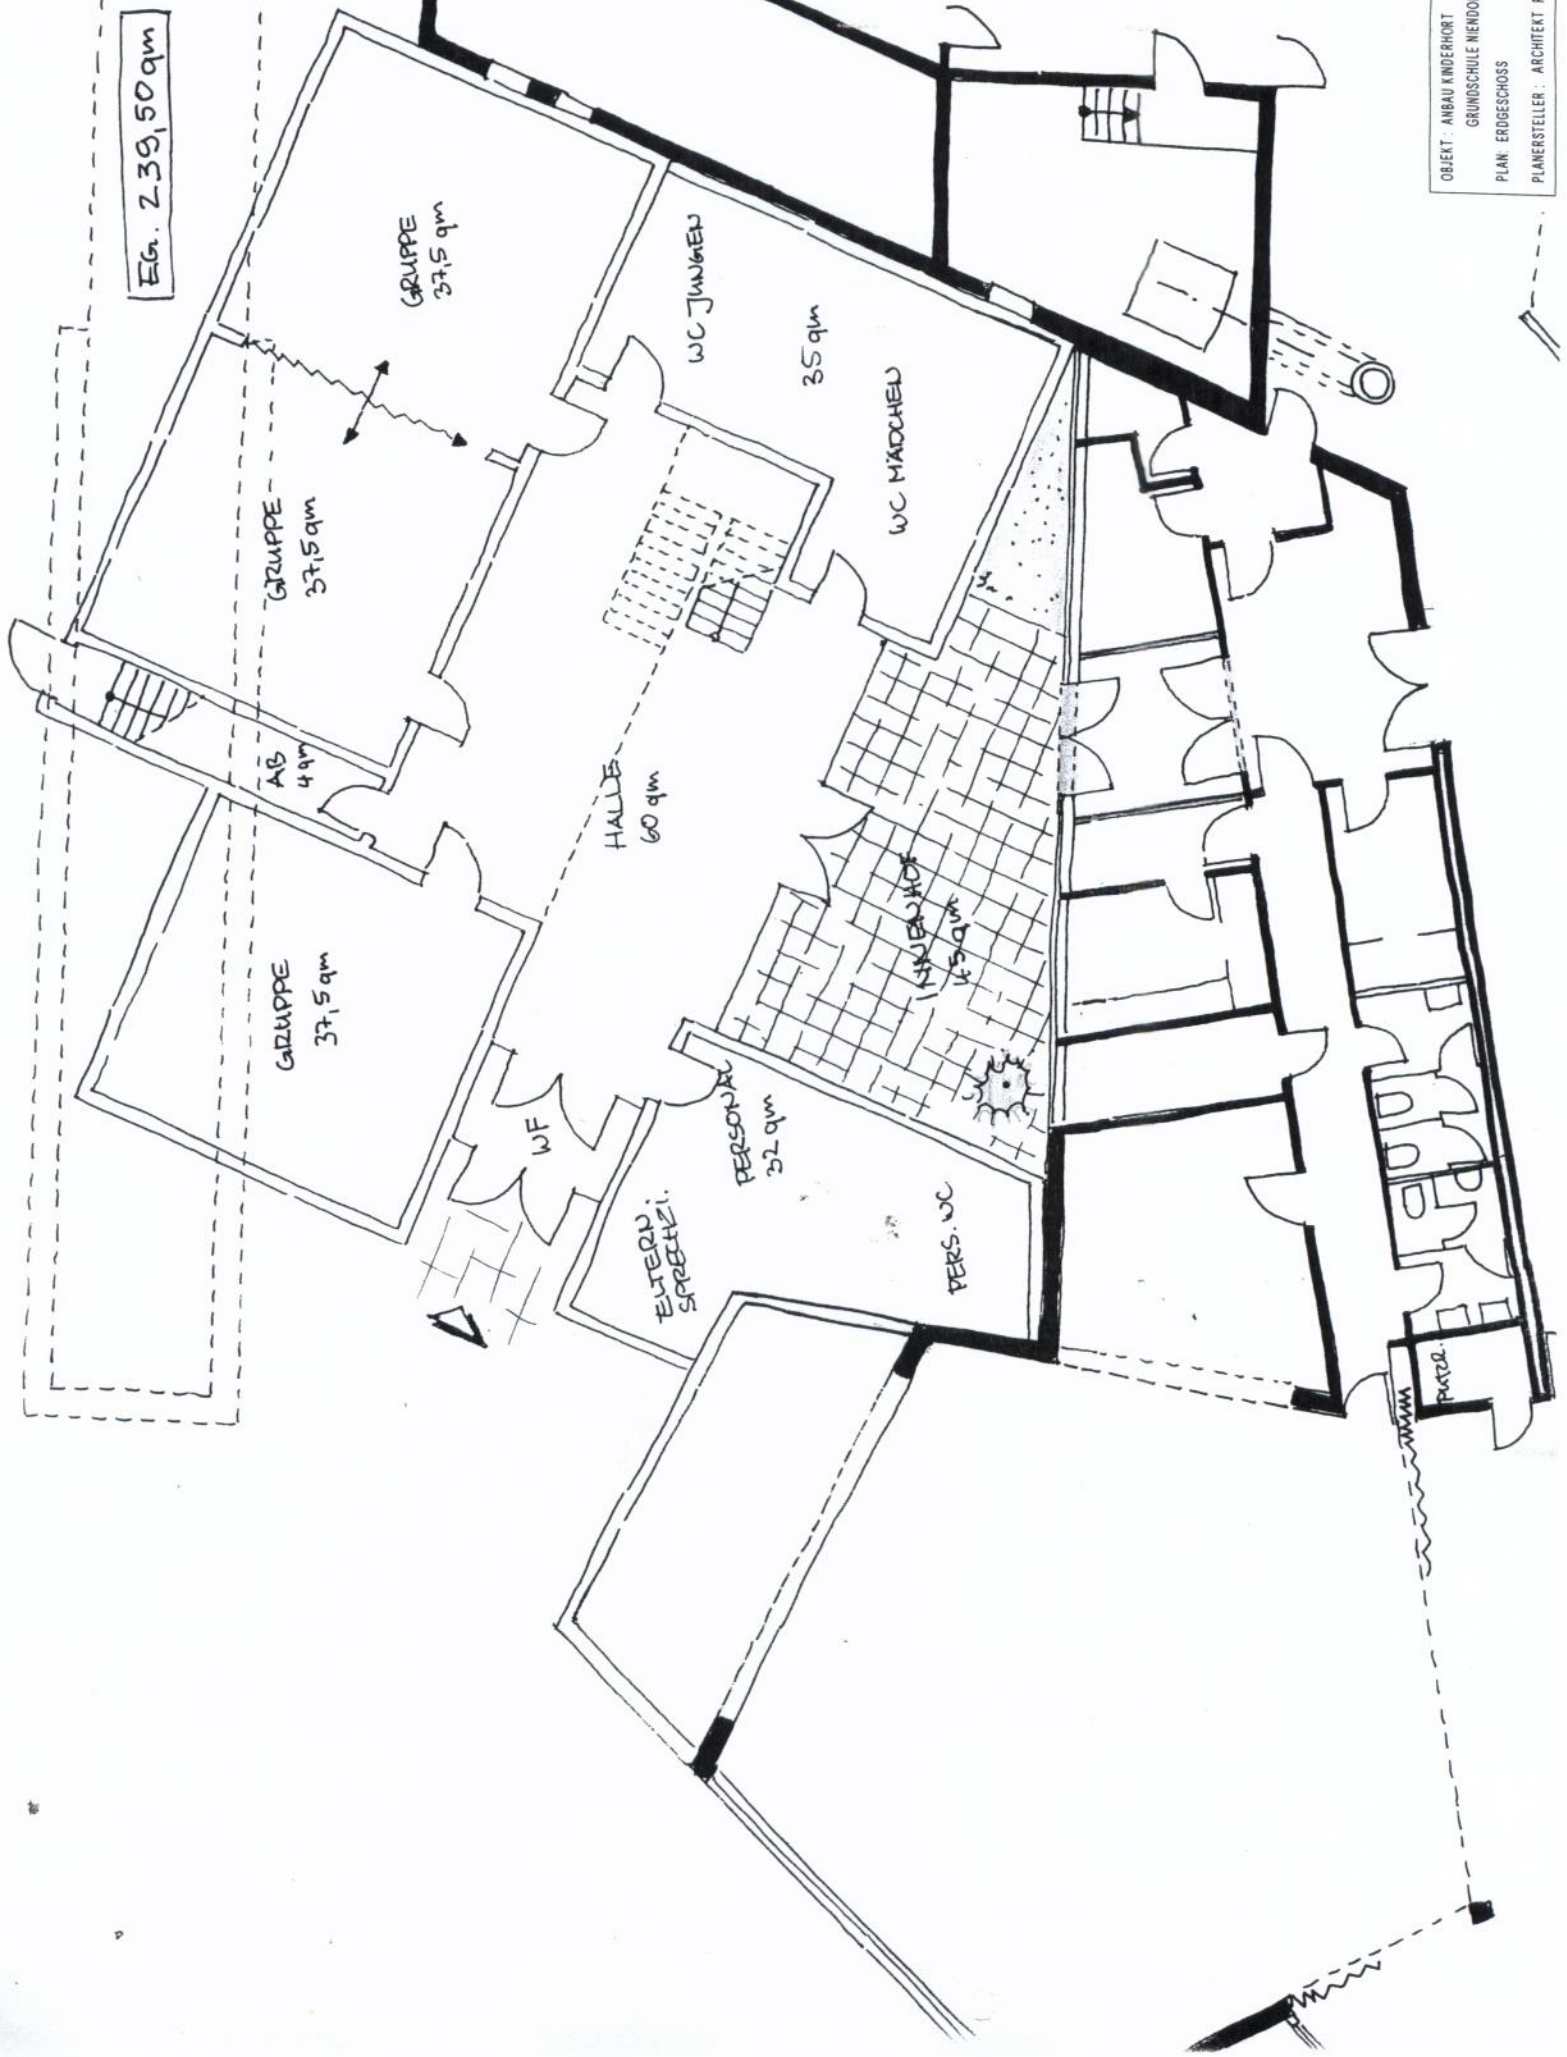 EG. 239,50 qm
GRUPPE
37,5 qm
GRUPPE
37,5 qm
GRUPPE
37,5 qm
AB
4 qm
WC JUNGEN
35 qm
WC MÄDCHEN
HALLE
60 qm
INNENHOF
45 qm
WF
PERSONAL
32 qm
ELTERN
SPRECHZI.
PERS. WC
PUTZR.
OBJEKT : ANBAU KINDERHORT
GRUNDSCHULE NIENDO
PLAN: ERDGESCHOSS
PLANERSTELLER : ARCHITEKT